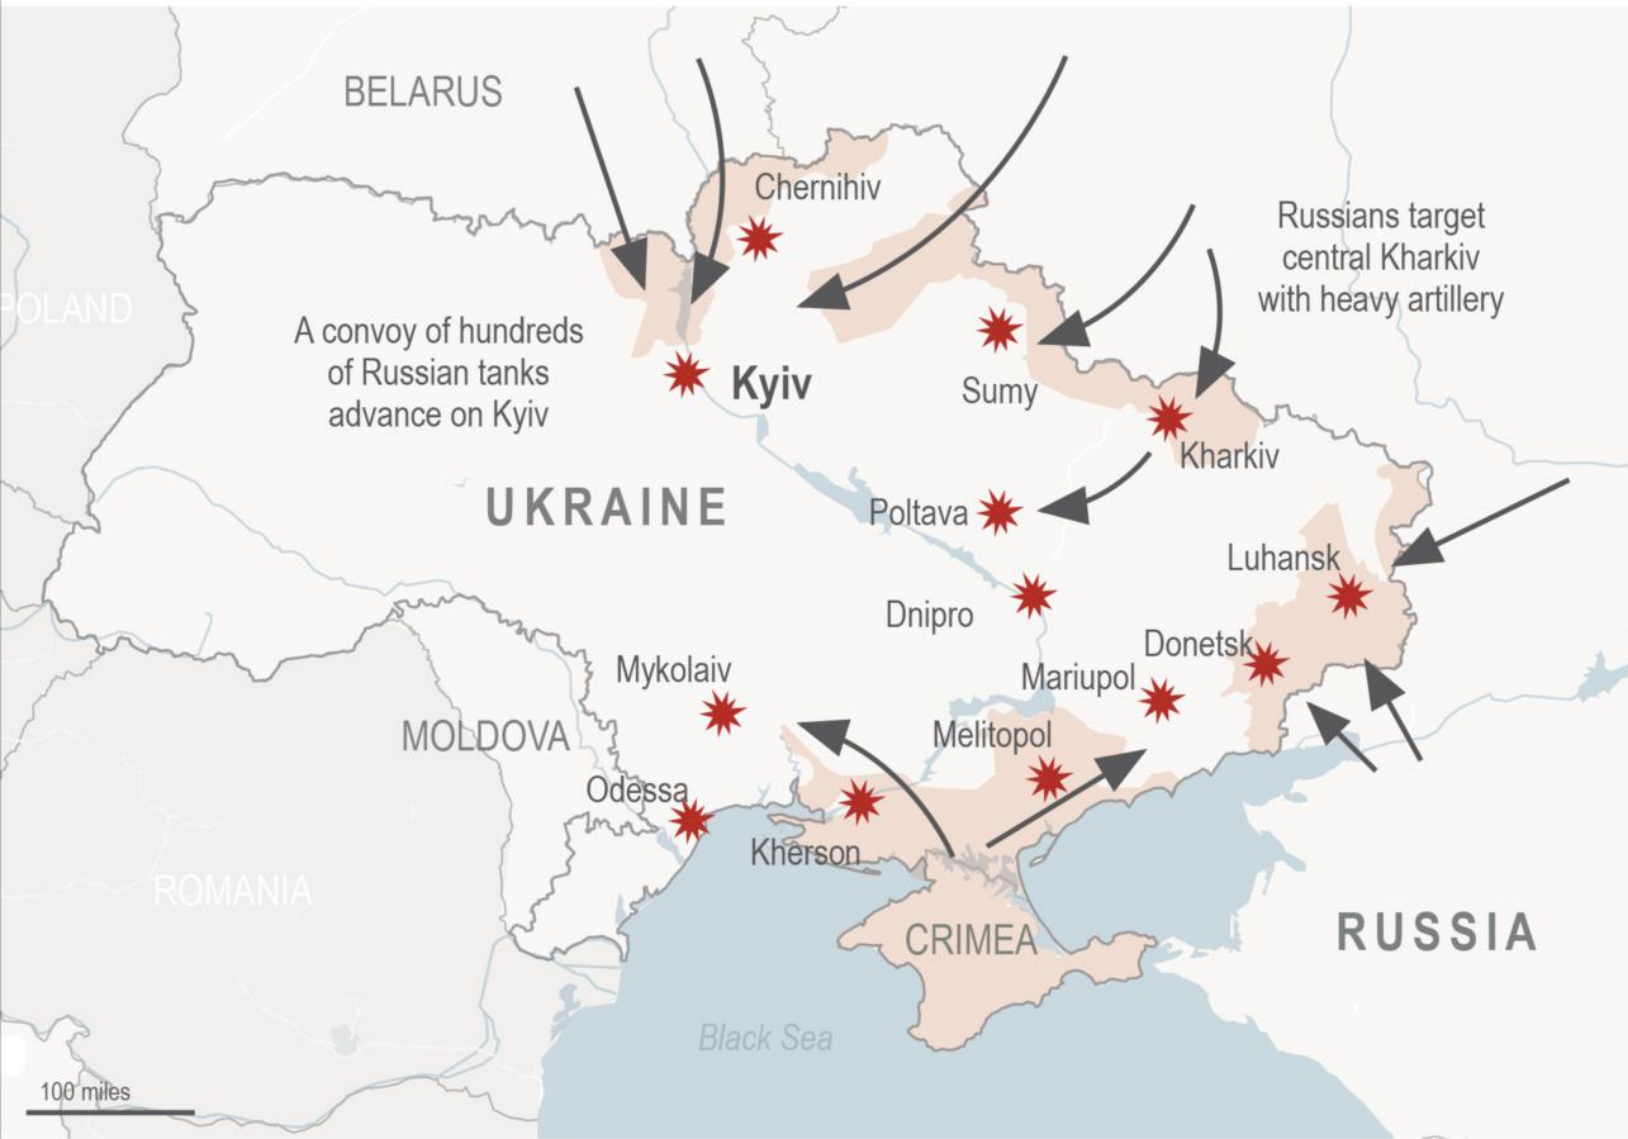 BELARUS
Chernihiv
Russians target
central Kharkiv
with heavy artillery
POLAND
A convoy of hundreds
of Russian tanks
advance on Kyiv
Kyiv
Sumy
Kharkiv
UKRAINE
Poltava
Luhansk
Dnipro
Donetsk
Mykolaiv
Mariupol
MOLDOVA
Melitopol
Odessa
Kherson
ROMANIA
CRIMEA
RUSSIA
Black Sea
100 miles